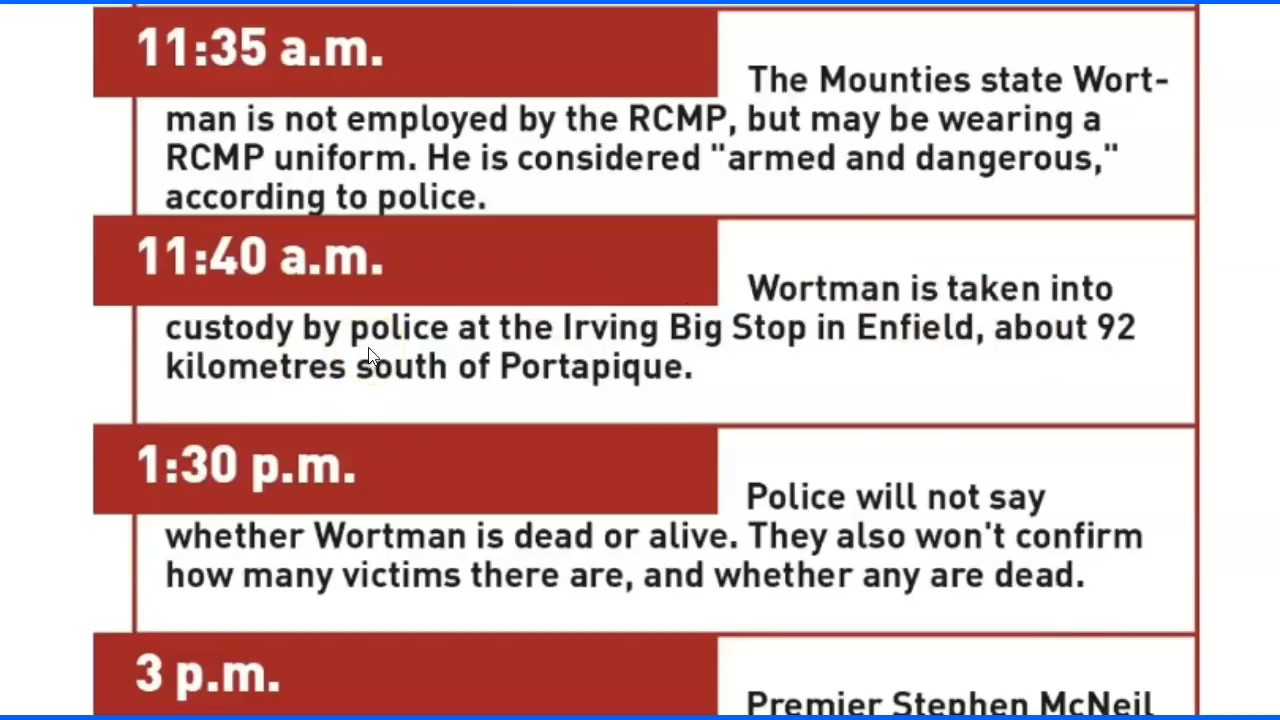 11:35 a.m.
The Mounties state Wort-
man is not employed by the RCMP, but may be wearing a
RCMP uniform. He is considered "armed and dangerous,"
according to police.
11:40 a.m.
Wortman is taken into
custody by police at the Irving Big Stop in Enfield, about 92
kilometres south of Portapique.
1:30 p.m.
Police will not say
whether Wortman is dead or alive. They also won't confirm
how many victims there are, and whether any are dead.
3 p.m.
Premier Stephen McNeil